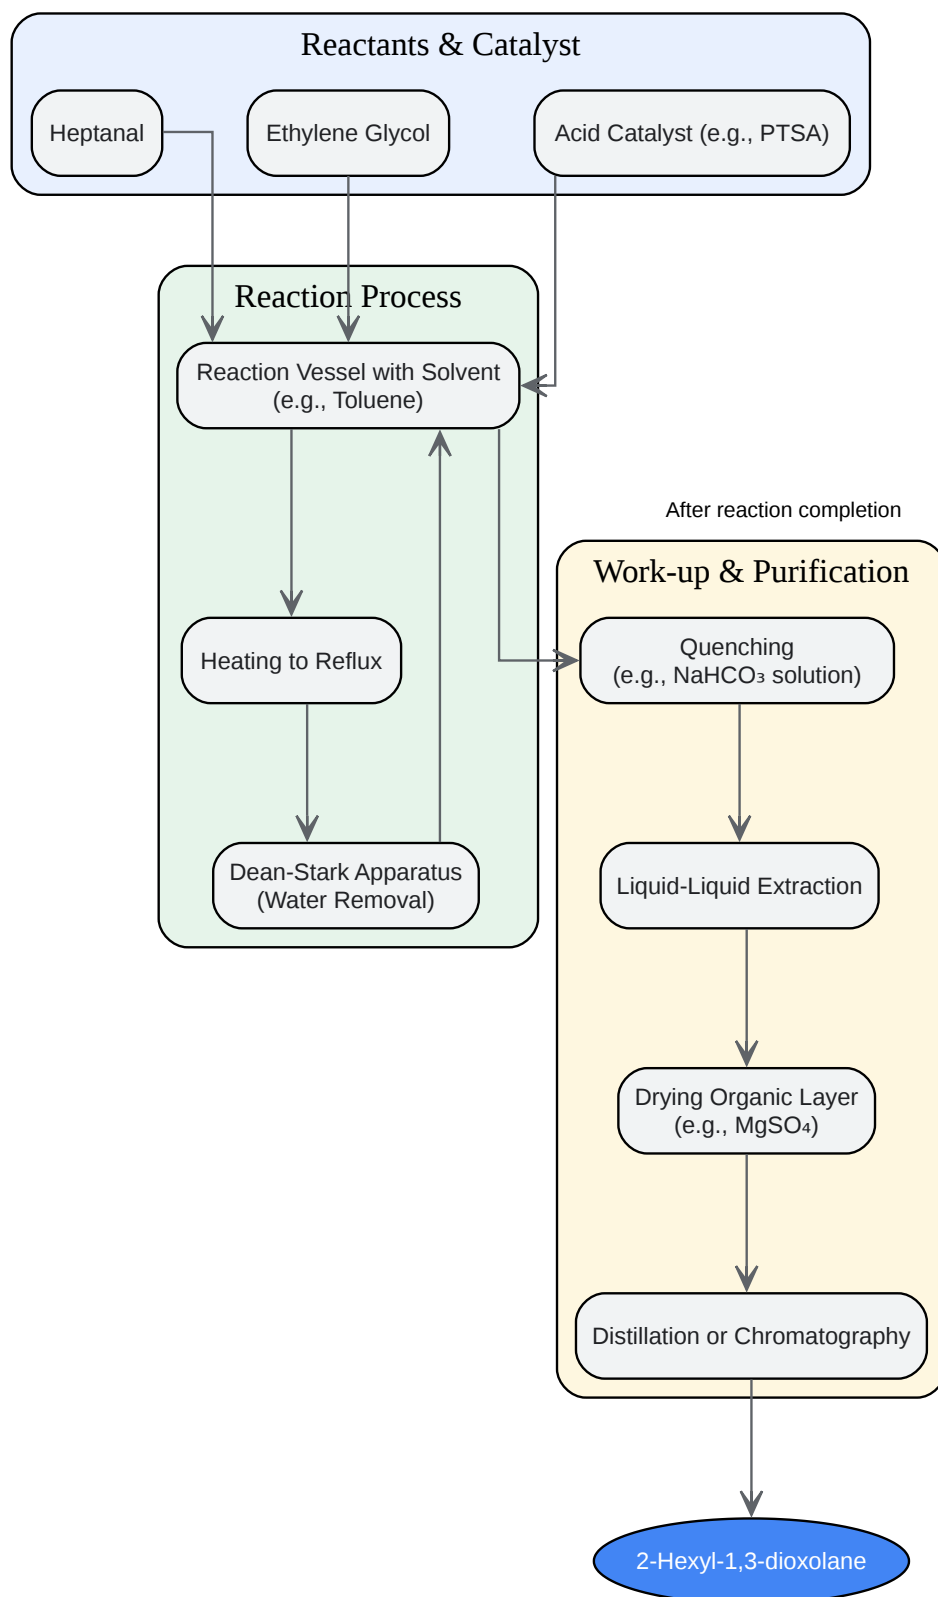 Reactants & Catalyst
Heptanal
Ethylene Glycol
Acid Catalyst (e.g., PTSA)
Reaction Process
Reaction Vessel with Solvent
(e.g., Toluene)
Heating to Reflux
Dean-Stark Apparatus
(Water Removal)
After reaction completion
Work-up & Purification
Quenching
(e.g., NaHCO₃ solution)
Liquid-Liquid Extraction
Drying Organic Layer
(e.g., MgSO₄)
Distillation or Chromatography
2-Hexyl-1,3-dioxolane